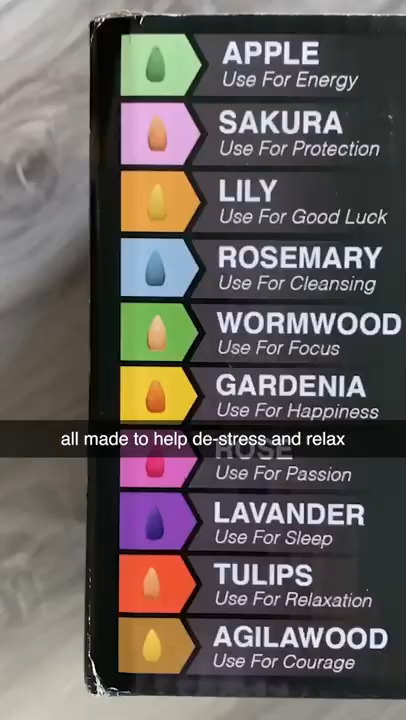 APPLE
Use For Energy
SAKURA
Use For Protection
LILY
Use For Good Luck
ROSEMARY
Use For Cleansing
WORMWOOD
Use For Focus
GARDENIA
Use For Happiness
all made to help de-stress and relax
ROSE
Use For Passion
LAVANDER
Use For Sleep
TULIPS
Use For Relaxation
AGILAWOOD
Use For Courage